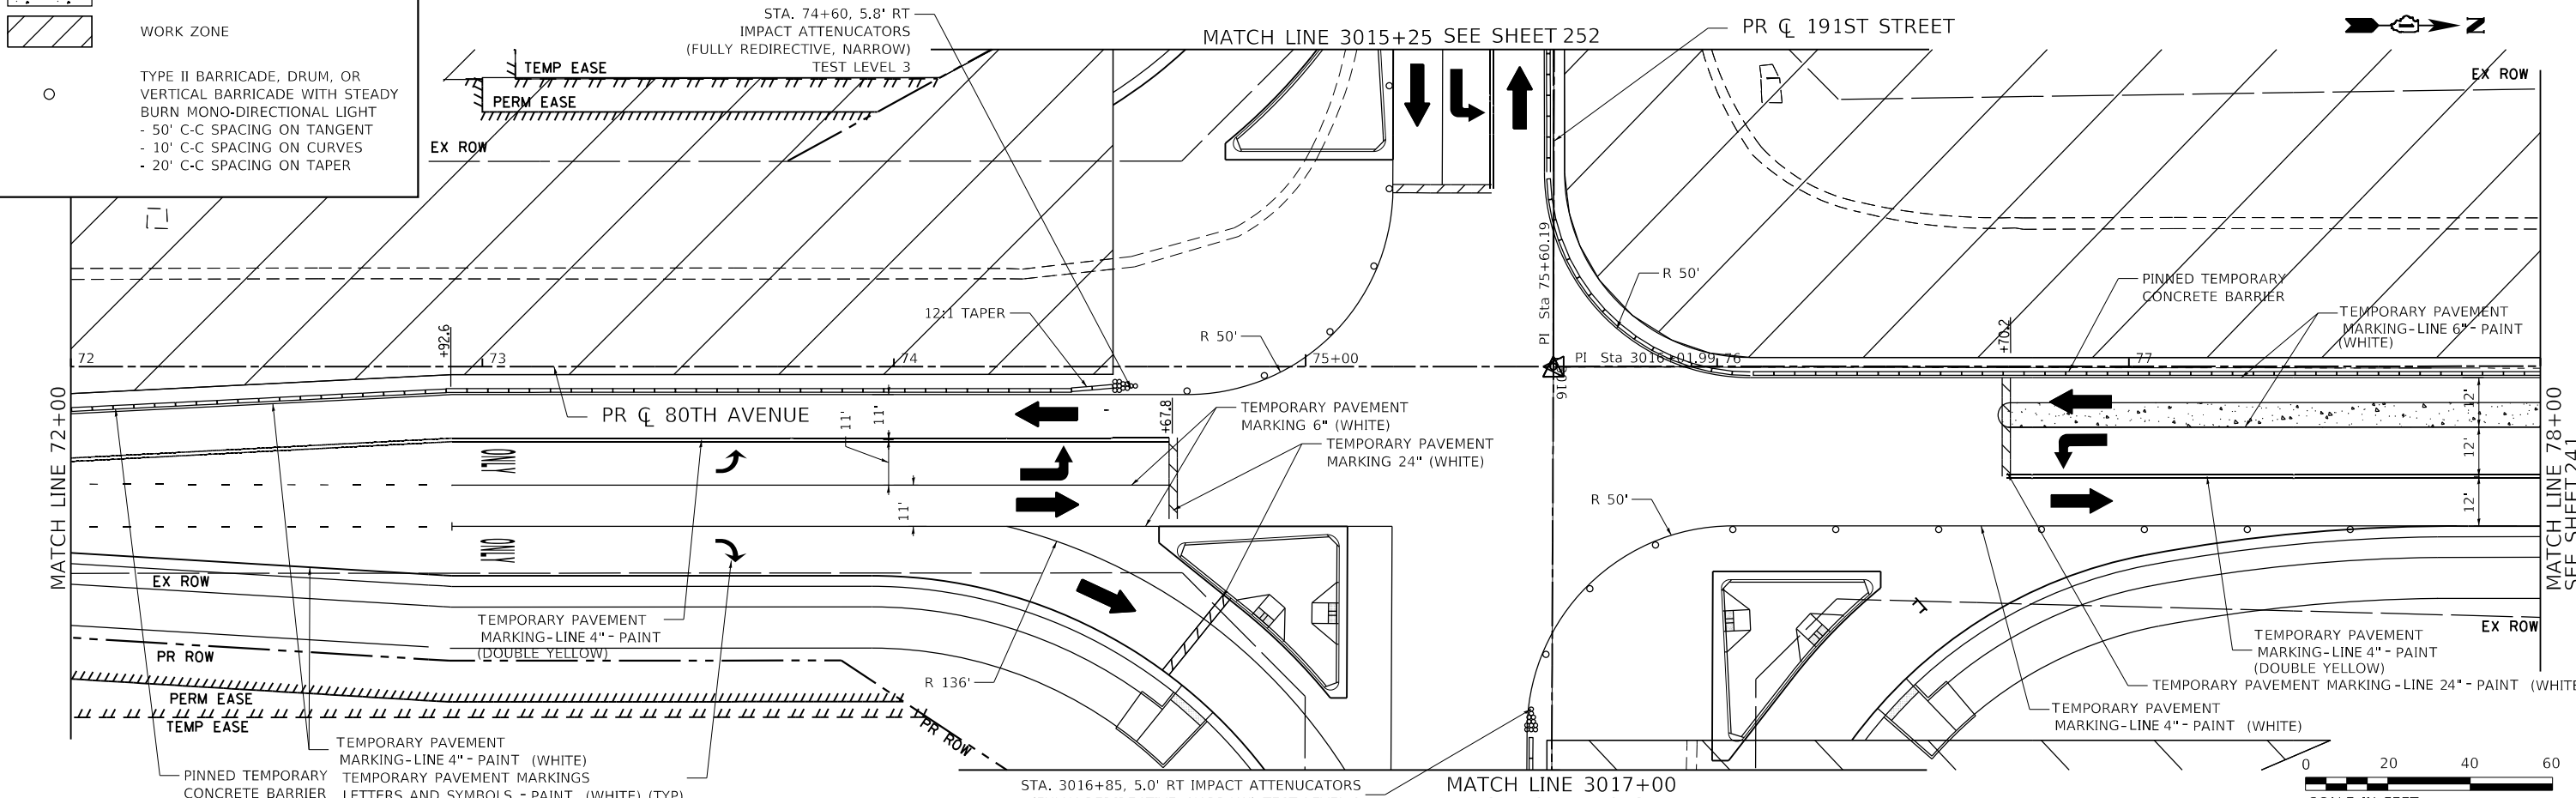 WORK ZONE
TYPE II BARRICADE, DRUM, OR
VERTICAL BARRICADE WITH STEADY
BURN MONO-DIRECTIONAL LIGHT
- 50' C-C SPACING ON TANGENT
- 10' C-C SPACING ON CURVES
- 20' C-C SPACING ON TAPER
STA. 74+60, 5.8' RT
IMPACT ATTENUCATORS
(FULLY REDIRECTIVE, NARROW)
TEST LEVEL 3
TEMP EASE
PERM EASE
EX ROW
MATCH LINE 3015+25 SEE SHEET 252
PR ℄ 191ST STREET
N
EX ROW
PI Sta 75+60.19
R 50'
PINNED TEMPORARY
CONCRETE BARRIER
TEMPORARY PAVEMENT
MARKING-LINE 6" - PAINT
(WHITE)
12:1 TAPER
R 50'
72
+92.6
73
74
75+00
PI Sta 3016+01.99
76
+70.2
77
MATCH LINE 72+00
PR ℄ 80TH AVENUE
11'
11'
11'
+67.8
TEMPORARY PAVEMENT
MARKING 6" (WHITE)
TEMPORARY PAVEMENT
MARKING 24" (WHITE)
12'
12'
12'
MATCH LINE 78+00
SEE SHEET 241
ONLY
ONLY
R 50'
EX ROW
TEMPORARY PAVEMENT
MARKING-LINE 4" - PAINT
(DOUBLE YELLOW)
PR ROW
PERM EASE
TEMP EASE
R 136'
PR ROW
EX ROW
TEMPORARY PAVEMENT
MARKING-LINE 4" - PAINT
(DOUBLE YELLOW)
TEMPORARY PAVEMENT MARKING - LINE 24" - PAINT (WHITE
TEMPORARY PAVEMENT
MARKING-LINE 4" - PAINT (WHITE)
TEMPORARY PAVEMENT
MARKING-LINE 4" - PAINT (WHITE)
PINNED TEMPORARY
CONCRETE BARRIER
TEMPORARY PAVEMENT MARKINGS
LETTERS AND SYMBOLS - PAINT (WHITE) (TYP)
STA. 3016+85, 5.0' RT IMPACT ATTENUCATORS
MATCH LINE 3017+00
0 20 40 60